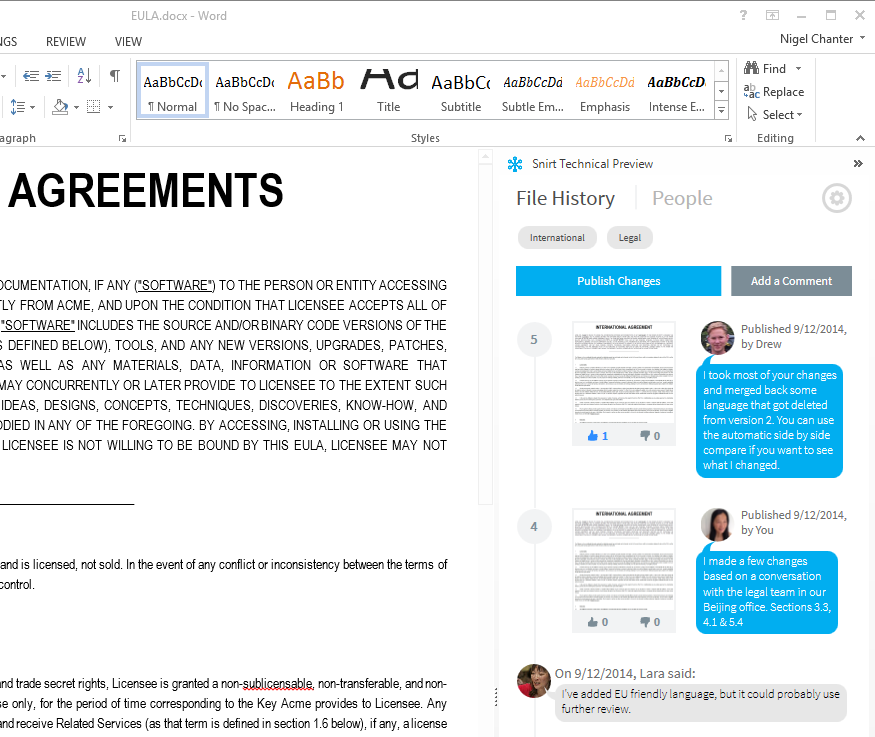 EULA.docx - Word
?
NGS REVIEW VIEW
Nigel Chanter
AaBbCcDc AaBbCcDc AaBb AaCd AaBbCc AaBbCcDd AaBbCcDd AaBbCcD
¶ Normal ¶ No Spac... Heading 1 Title Subtitle Subtle Em... Emphasis Intense E...
Find
Replace
Select
agraph
Styles
Editing
AGREEMENTS
OCUMENTATION, IF ANY ("SOFTWARE") TO THE PERSON OR ENTITY ACCESSING
TLY FROM ACME, AND UPON THE CONDITION THAT LICENSEE ACCEPTS ALL OF
"SOFTWARE" INCLUDES THE SOURCE AND/OR BINARY CODE VERSIONS OF THE
S DEFINED BELOW), TOOLS, AND ANY NEW VERSIONS, UPGRADES, PATCHES,
AS WELL AS ANY MATERIALS, DATA, INFORMATION OR SOFTWARE THAT
MAY CONCURRENTLY OR LATER PROVIDE TO LICENSEE TO THE EXTENT SUCH
IDEAS, DESIGNS, CONCEPTS, TECHNIQUES, DISCOVERIES, KNOW-HOW, AND
ODIED IN ANY OF THE FOREGOING. BY ACCESSING, INSTALLING OR USING THE
LICENSEE IS NOT WILLING TO BE BOUND BY THIS EULA, LICENSEE MAY NOT
and is licensed, not sold. In the event of any conflict or inconsistency between the terms of
control.
and trade secret rights, Licensee is granted a non-sublicensable, non-transferable, and non-
se only, for the period of time corresponding to the Key Acme provides to Licensee. Any
and receive Related Services (as that term is defined in section 1.6 below), if any, a license
Snirt Technical Preview
File History People
International Legal
Publish Changes Add a Comment
5
INTERNATIONAL AGREEMENT
1 0
Published 9/12/2014,
by Drew
I took most of your changes
and merged back some
language that got deleted
from version 2. You can use
the automatic side by side
compare if you want to see
what I changed.
4
INTERNATIONAL AGREEMENT
0 0
Published 9/12/2014,
by You
I made a few changes
based on a conversation
with the legal team in our
Beijing office. Sections 3.3,
4.1 & 5.4
On 9/12/2014, Lara said:
I've added EU friendly language, but it could probably use
further review.